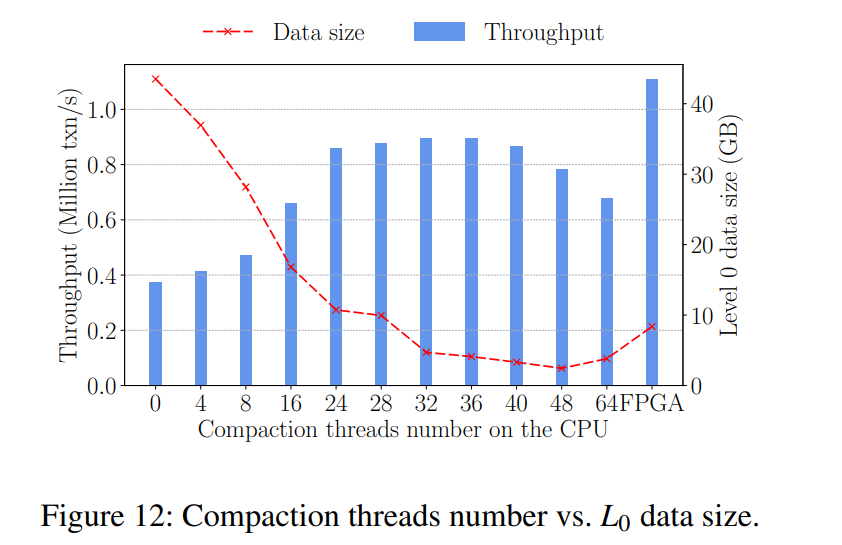 Data size Throughput
Throughput (Million txn/s)
1.0
0.8
0.6
0.4
0.2
0.0
40
30
20
10
0
Level 0 data size (GB)
0 4 8 16 24 28 32 36 40 48 64FPGA
Compaction threads number on the CPU
Figure 12: Compaction threads number vs. L0 data size.